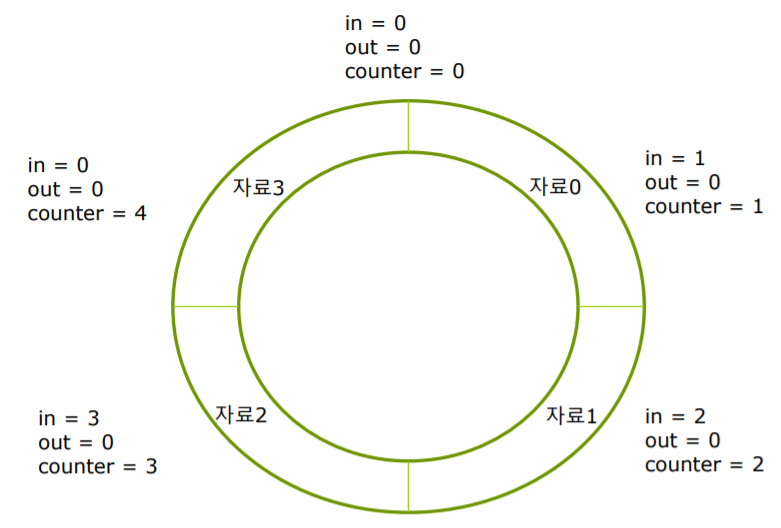 in = 0
out = 0
counter = 0
in = 0
out = 0
counter = 4
자료3
자료0
in = 1
out = 0
counter = 1
in = 3
out = 0
counter = 3
자료2
자료1
in = 2
out = 0
counter = 2